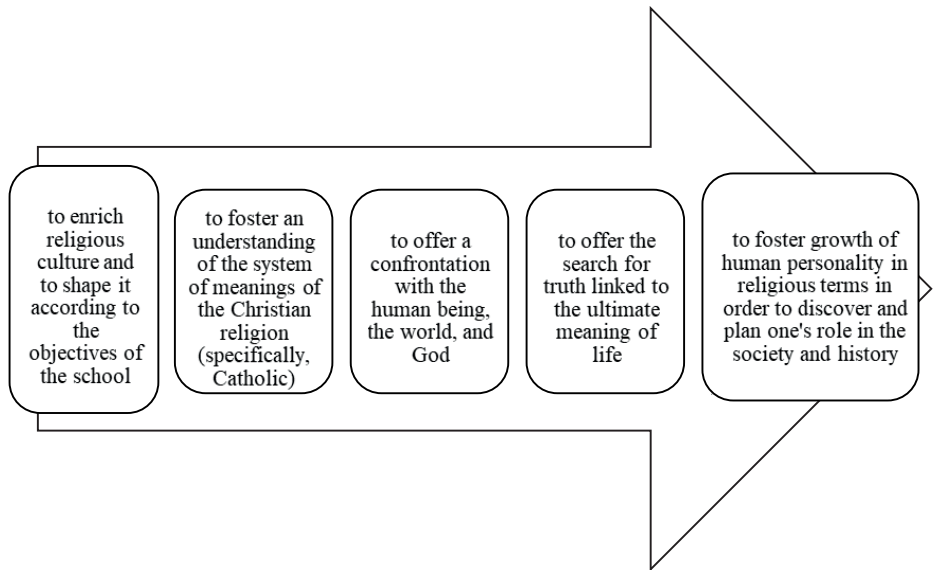 to enrich
religious
culture and
to shape it
according to
the
objectives of
the school
to foster an
understanding
of the system
of meanings of
the Christian
religion
(specifically,
Catholic)
to offer a
confrontation
with the
human being,
the world, and
God
to offer the
search for
truth linked to
the ultimate
meaning of
life
to foster growth of
human personality in
religious terms in
order to discover and
plan one's role in the
society and history